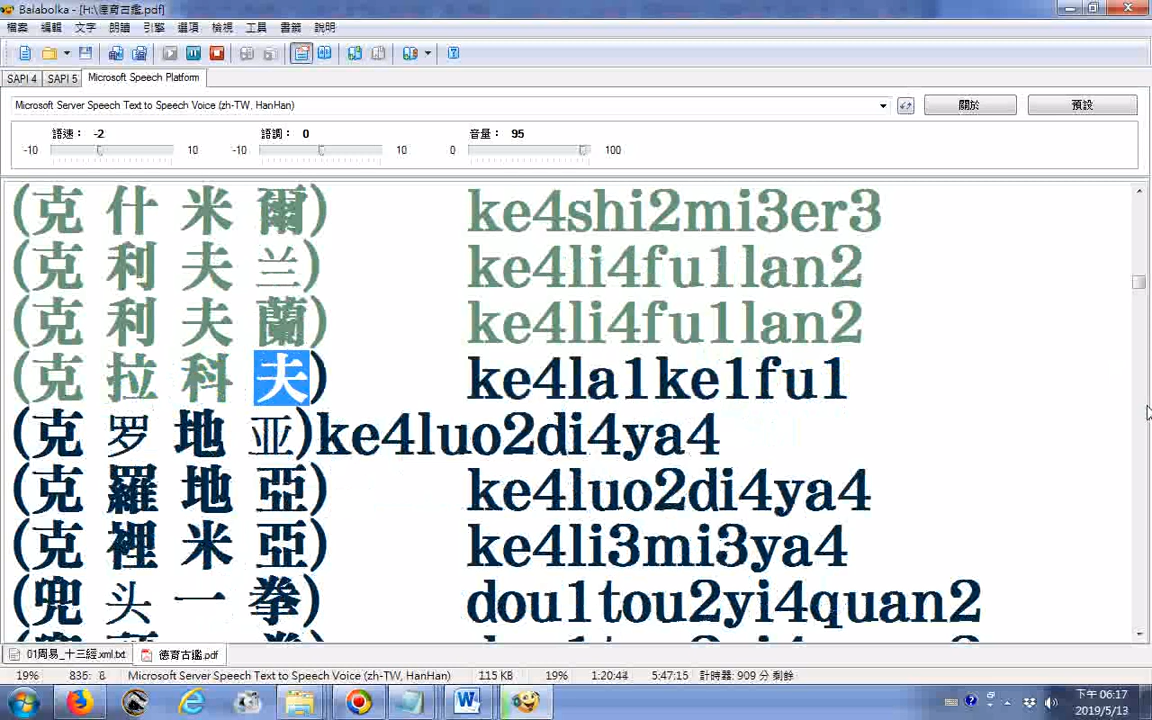 Balabolka - [H:\德育古鑑.pdf]
檔案 編輯 文字 朗讀 引擎 選項 檢視 工具 書籤 說明
SAPI 4 SAPI 5 Microsoft Speech Platform
Microsoft Server Speech Text to Speech Voice (zh-TW, HanHan) 關於 預設
語速： -2 語調： 0 音量： 95
-10 10 -10 10 0 100
(克什米爾) ke4shi2mi3er3
(克利夫兰) ke4li4fu1lan2
(克利夫蘭) ke4li4fu1lan2
(克拉科夫) ke4la1ke1fu1
(克罗地亚)ke4luo2di4ya4
(克羅地亞) ke4luo2di4ya4
(克裡米亞) ke4li3mi3ya4
(兜头一拳) dou1tou2yi4quan2
01周易_十三經.xml.txt 德育古鑑.pdf
19% 835: 8 Microsoft Server Speech Text to Speech Voice (zh-TW, HanHan) 115 KB 19% 1:20:44 5:47:15 計時器: 909 分 剩餘
下午 06:17
2019/5/13